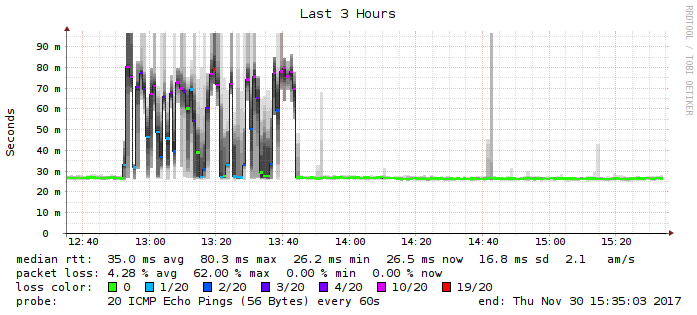 Last 3 Hours
RRDTOOL / TOBI OETIKER
Seconds
90 m
80 m
70 m
60 m
50 m
40 m
30 m
20 m
10 m
0
12:40 13:00 13:20 13:40 14:00 14:20 14:40 15:00 15:20
median rtt: 35.0 ms avg 80.3 ms max 26.2 ms min 26.5 ms now 16.8 ms sd 2.1 am/s
packet loss: 4.28 % avg 62.00 % max 0.00 % min 0.00 % now
loss color: 0 1/20 2/20 3/20 4/20 10/20 19/20
probe: 20 ICMP Echo Pings (56 Bytes) every 60s end: Thu Nov 30 15:35:03 2017